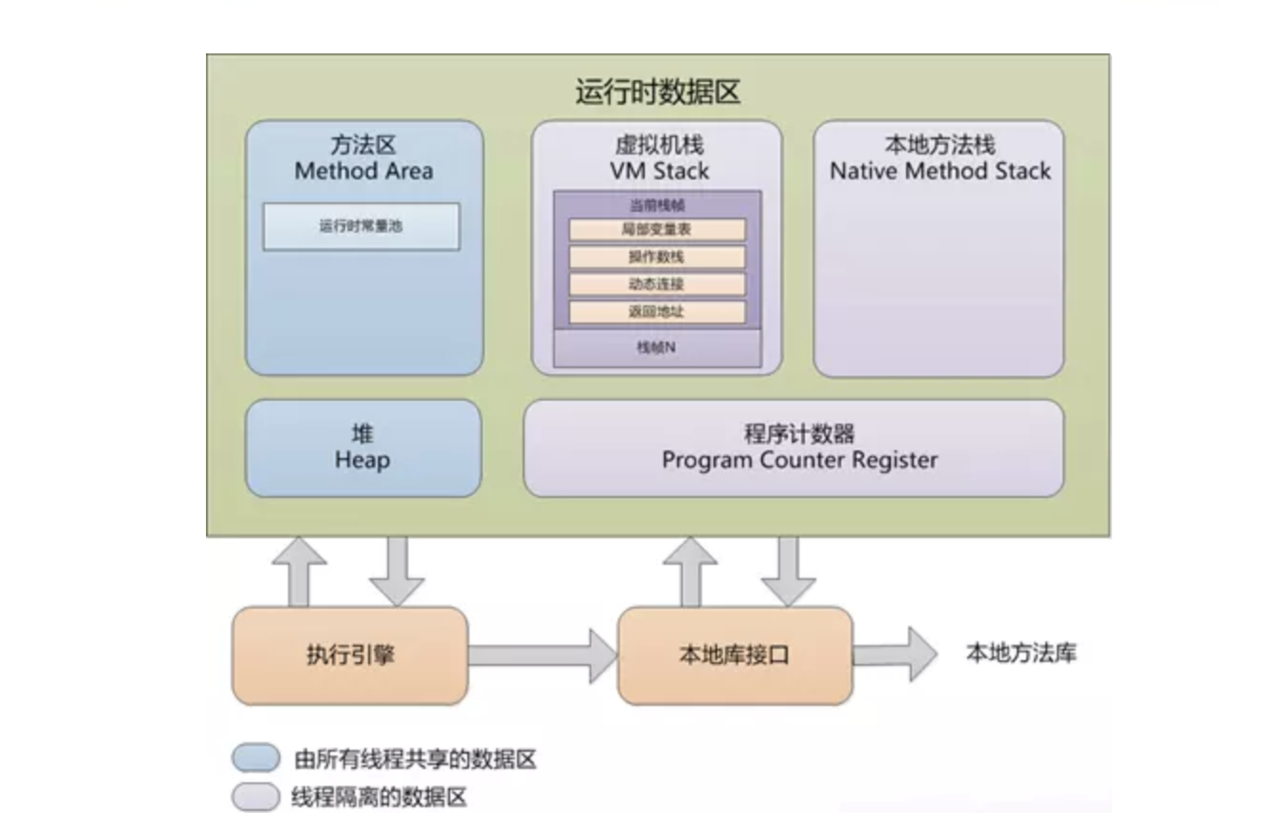 运行时数据区
方法区
Method Area
运行时常量池
虚拟机栈
VM Stack
当前栈帧
局部变量表
操作数栈
动态连接
返回地址
栈帧N
本地方法栈
Native Method Stack
堆
Heap
程序计数器
Program Counter Register
执行引擎
本地库接口
本地方法库
由所有线程共享的数据区
线程隔离的数据区